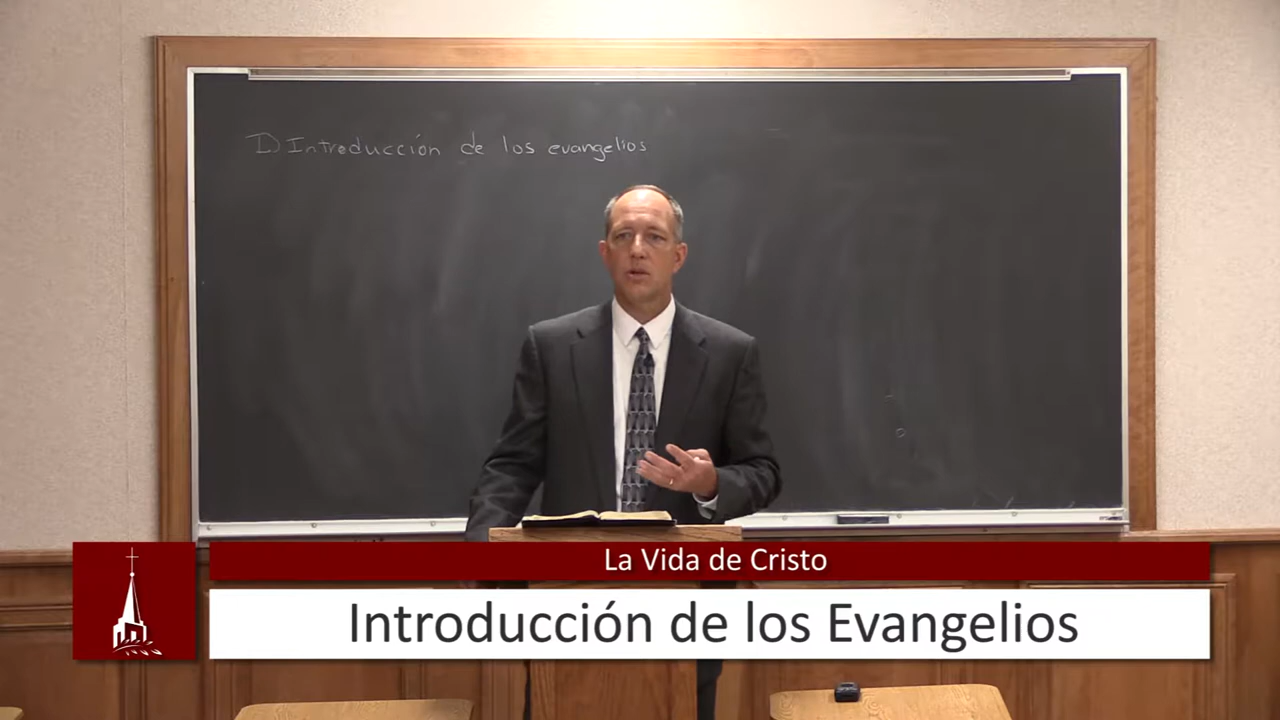 I) Introducción de los evangelios
La Vida de Cristo
Introducción de los Evangelios